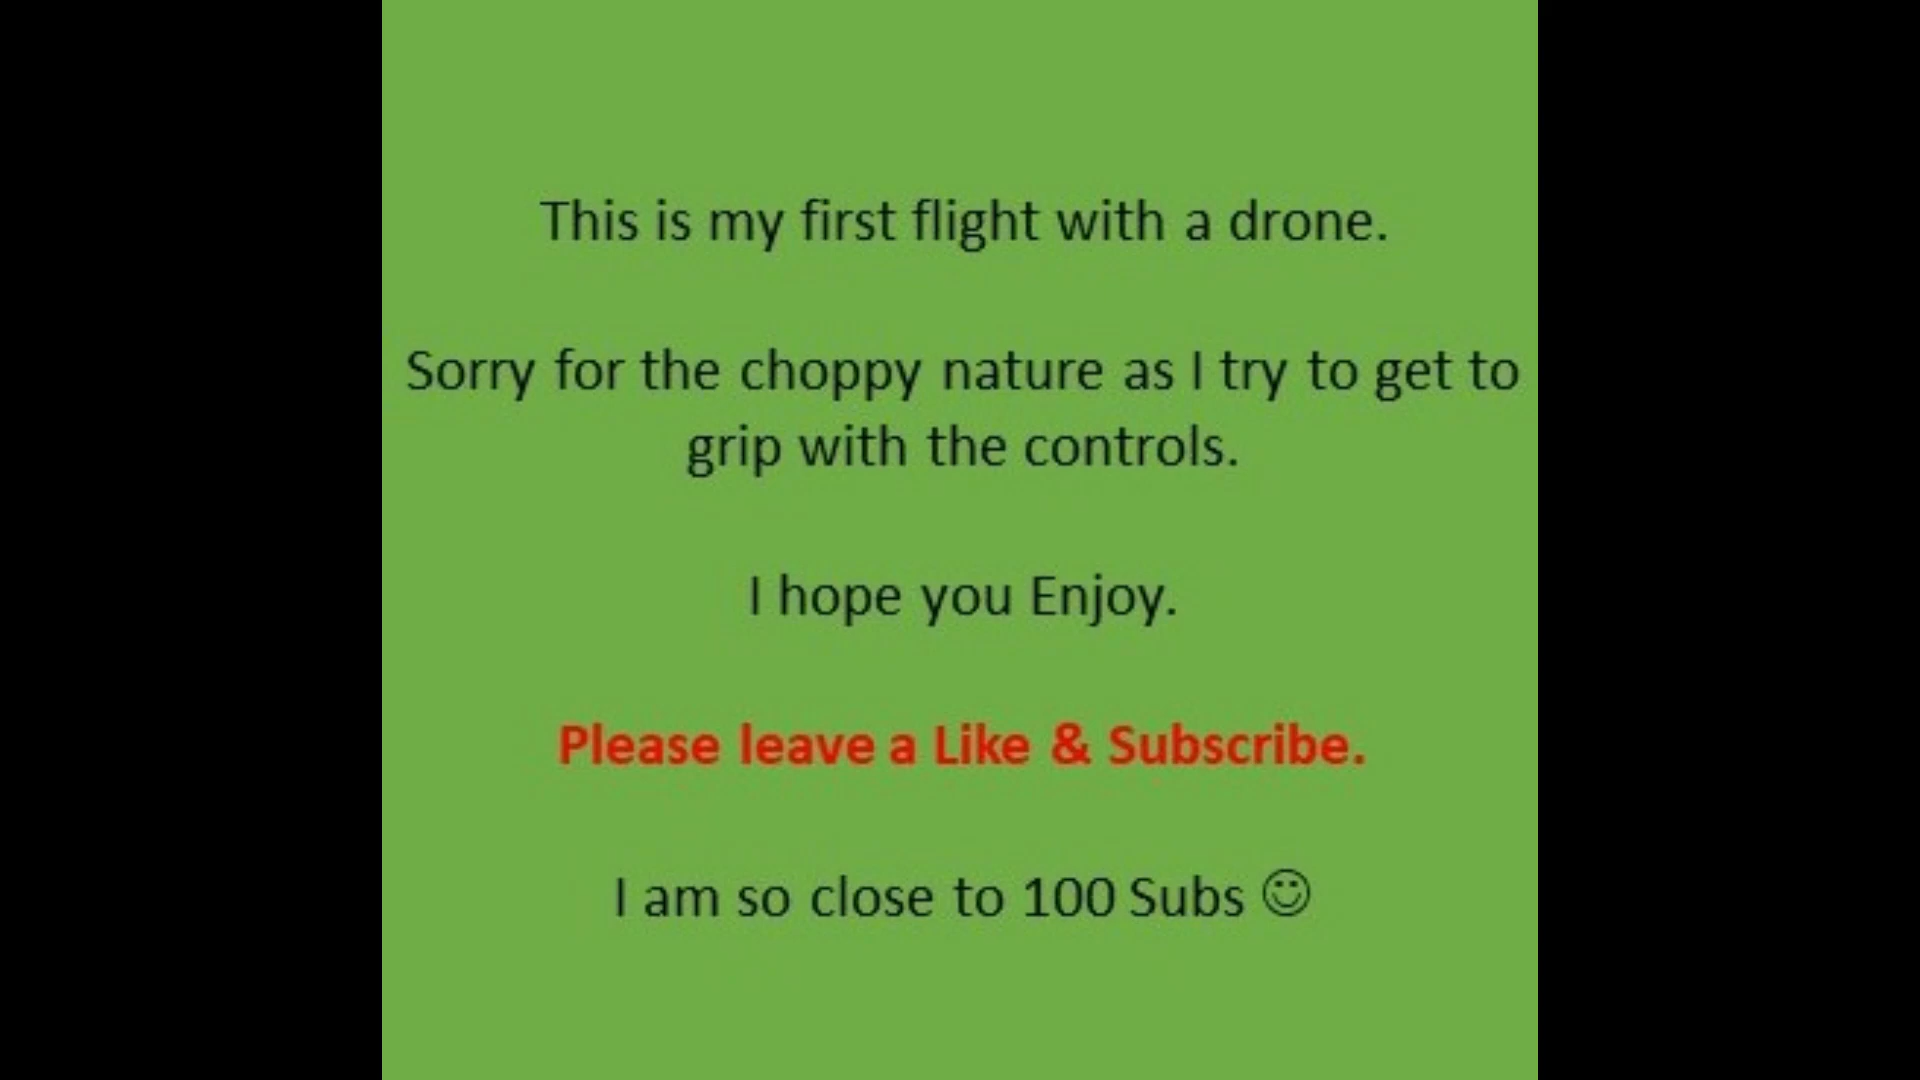 This is my first flight with a drone.
Sorry for the choppy nature as I try to get to
grip with the controls.
I hope you Enjoy.
Please leave a Like & Subscribe.
I am so close to 100 Subs ☺